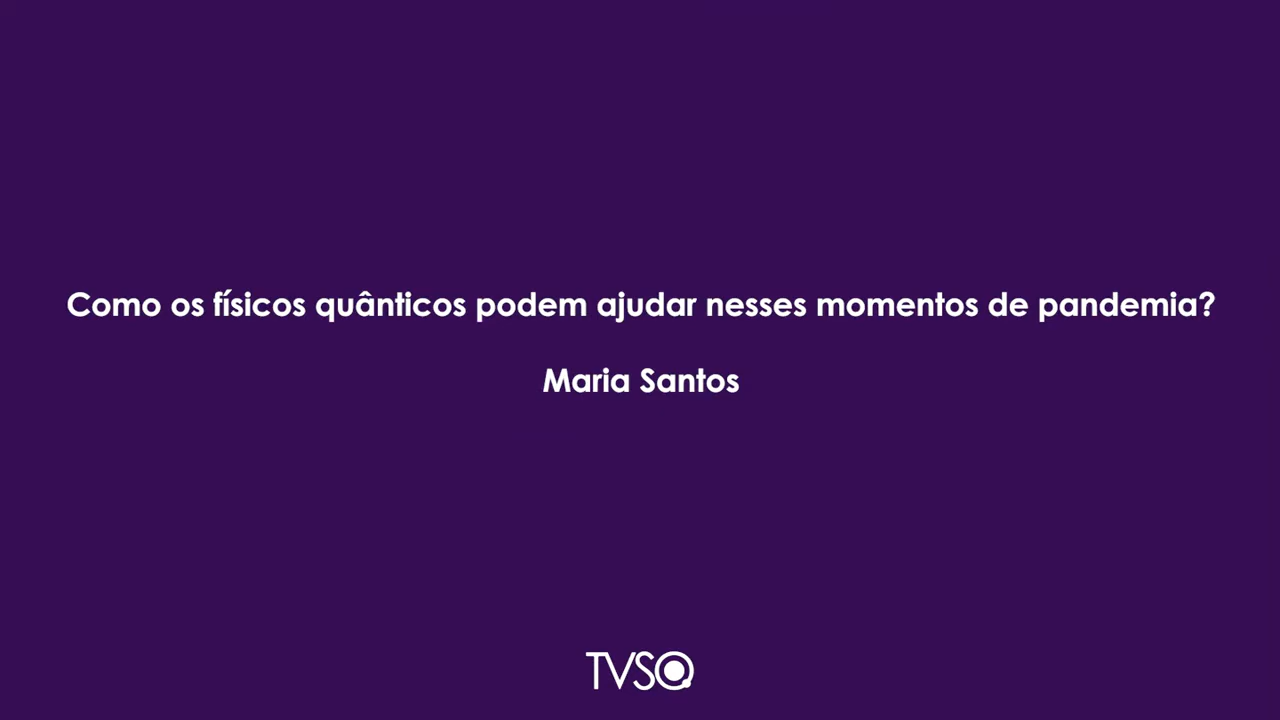 Como os físicos quânticos podem ajudar nesses momentos de pandemia?
Maria Santos
TVSQ